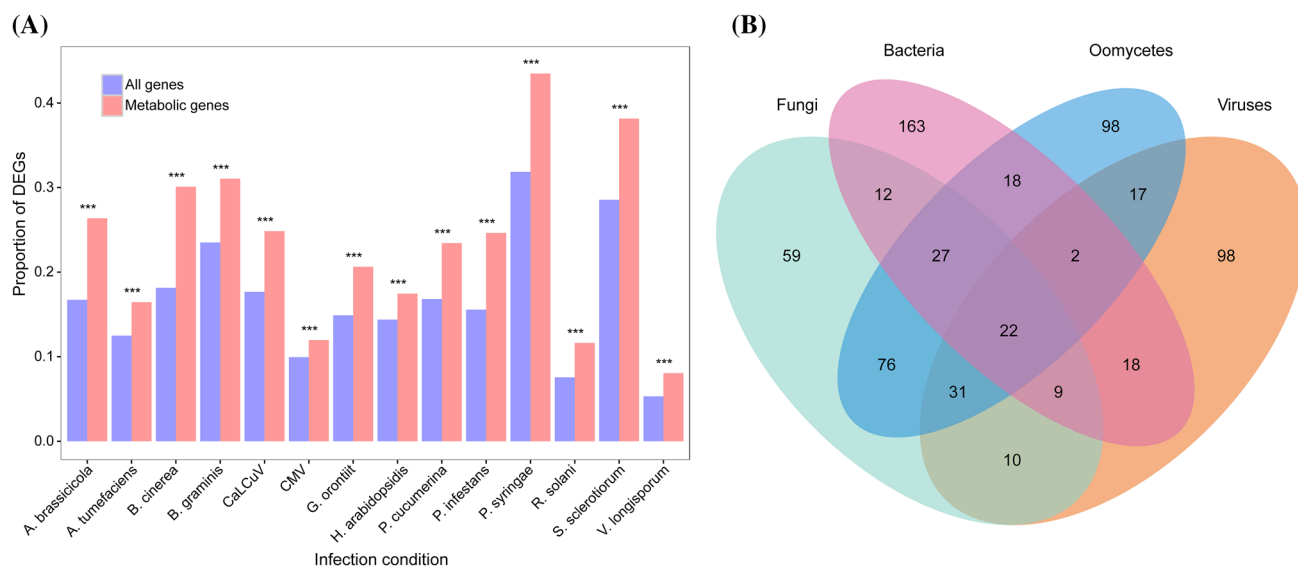 (A)
All genes
Metabolic genes
Proportion of DEGs
0.4
0.3
0.2
0.1
0.0
***
***
***
***
***
***
***
***
***
***
***
***
***
***
A. brassicicola
A. tumefaciens
B. cinerea
B. graminis
CaLCuV
CMV
G. orontiit
H. arabidopsidis
P. cucumerina
P. infestans
P. syringae
R. solani
S. sclerotiorum
V. longisporum
Infection condition
(B)
Bacteria
Oomycetes
Fungi
Viruses
163
98
12
18
17
59
27
2
98
22
76
31
9
18
10